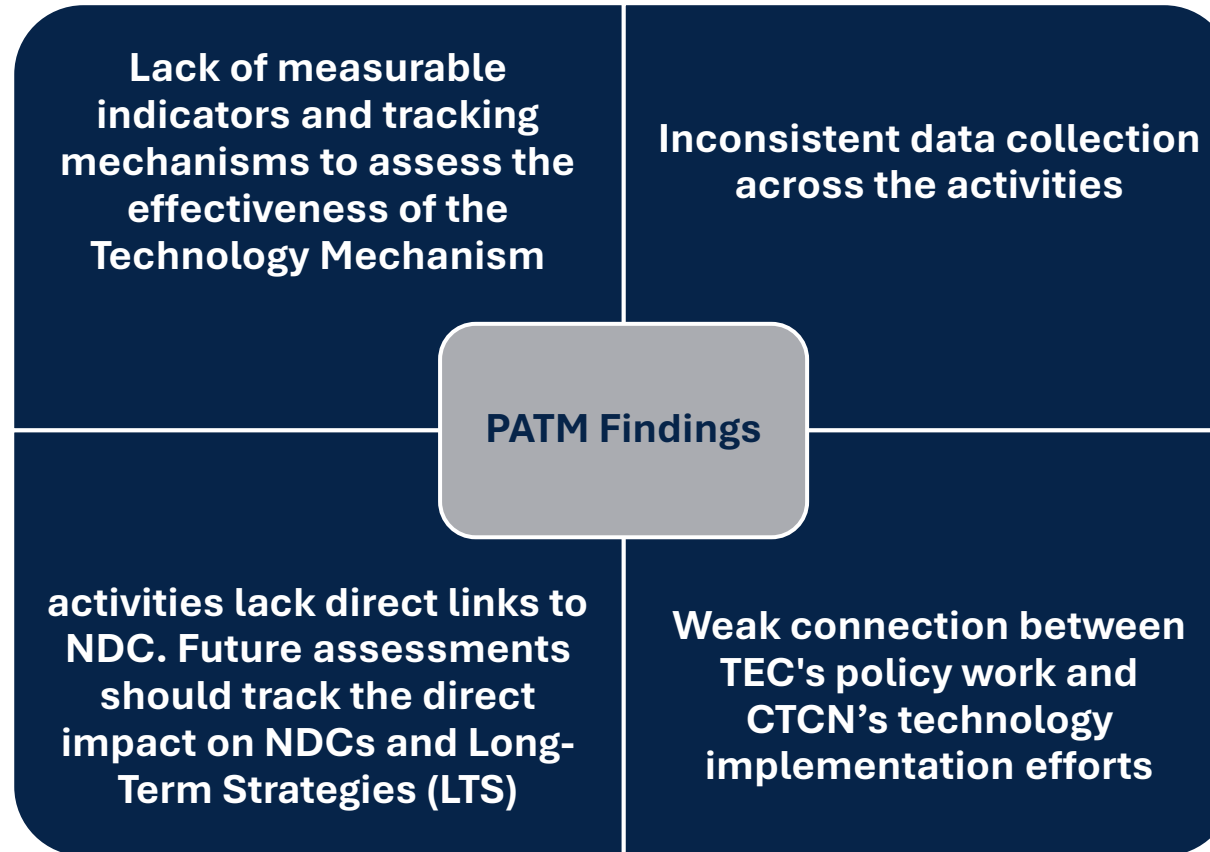 Lack of measurable
indicators and tracking
mechanisms to assess the
effectiveness of the
Technology Mechanism
Inconsistent data collection
across the activities
PATM Findings
activities lack direct links to
NDC. Future assessments
should track the direct
impact on NDCs and Long-
Term Strategies (LTS)
Weak connection between
TEC's policy work and
CTCN’s technology
implementation efforts